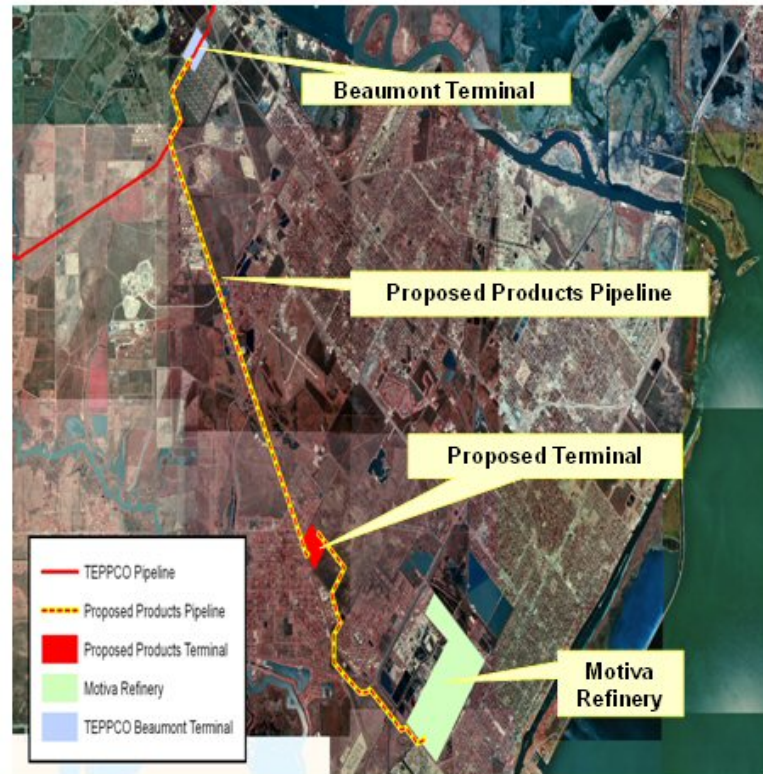 Beaumont Terminal
Proposed Products Pipeline
Proposed Terminal
TEPPCO Pipeline
Proposed Products Pipeline
Proposed Products Terminal
Motiva Refinery
TEPPCO Beaumont Terminal
Motiva
Refinery